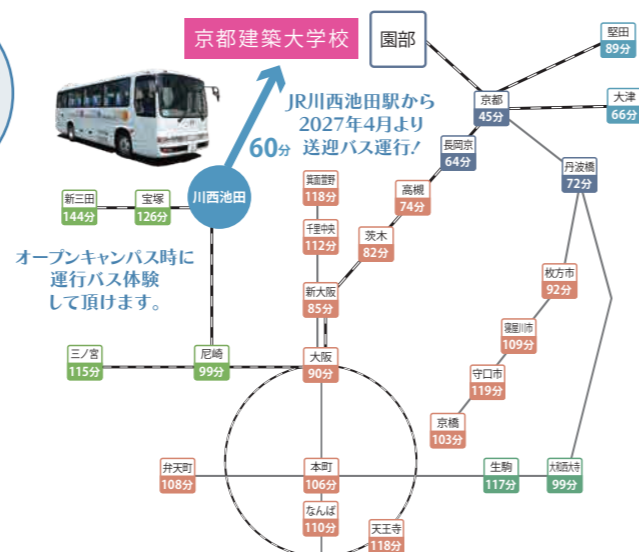 京都建築大学校
園部
堅田
89分
大津
66分
京都
45分
JR川西池田駅から
2027年4月より
送迎バス運行!
60分
長岡京
64分
丹波橋
72分
川西池田
新三田
144分
宝塚
126分
箕面萱野
118分
高槻
74分
千里中央
112分
茨木
82分
オープンキャンパス時に
運行バス体験
して頂けます。
新大阪
85分
枚方市
92分
寝屋川市
109分
三ノ宮
115分
尼崎
99分
大阪
90分
守口市
119分
京橋
103分
弁天町
108分
本町
106分
生駒
117分
大和西大寺
99分
なんば
110分
天王寺
118分